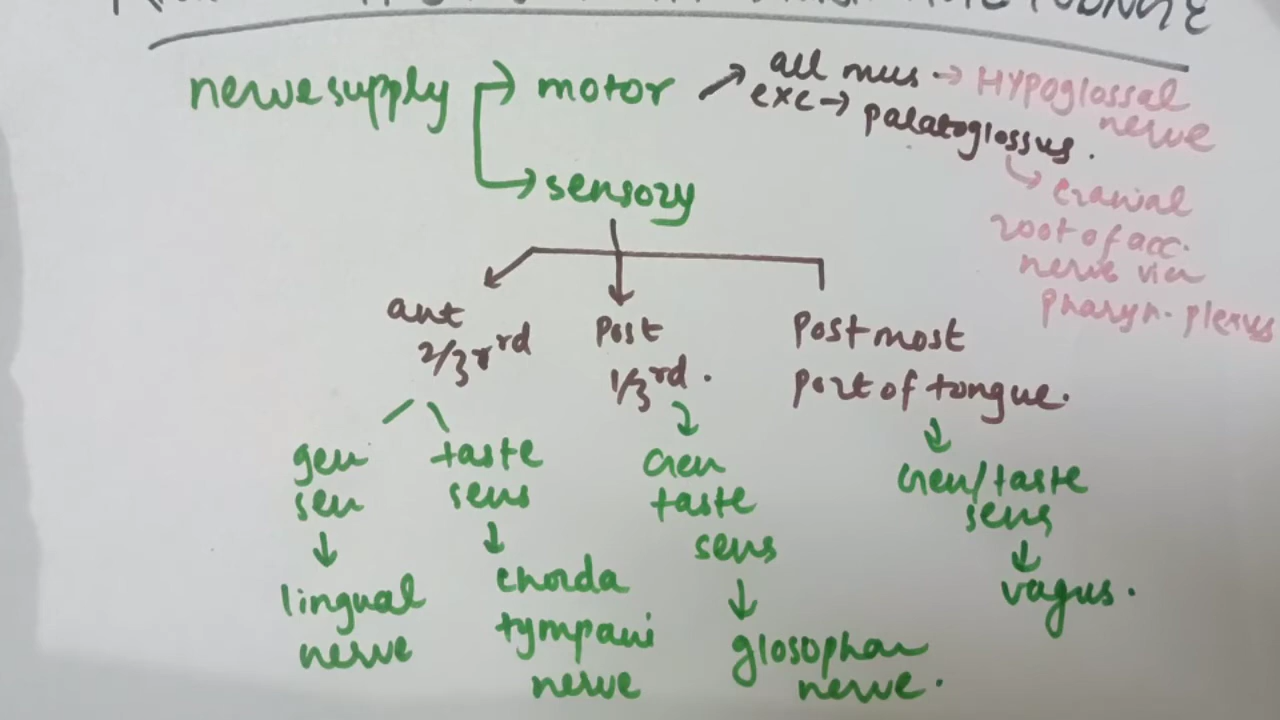 nerve supply → motor ↗ all mus → Hypoglossal nerve
exc → palatoglossus.
↳ cranial
root of acc.
nerve via
pharyn. plexus
→ sensory
ant
2/3rd
Post
1/3rd.
Post most
Part of tongue.
gen
sen
↓
lingual
nerve
taste
sens
↓
chorda
tympani
nerve
Gen
taste
sens
↓
glosophar
nerve.
Gen/taste
sens
↓
vagus.